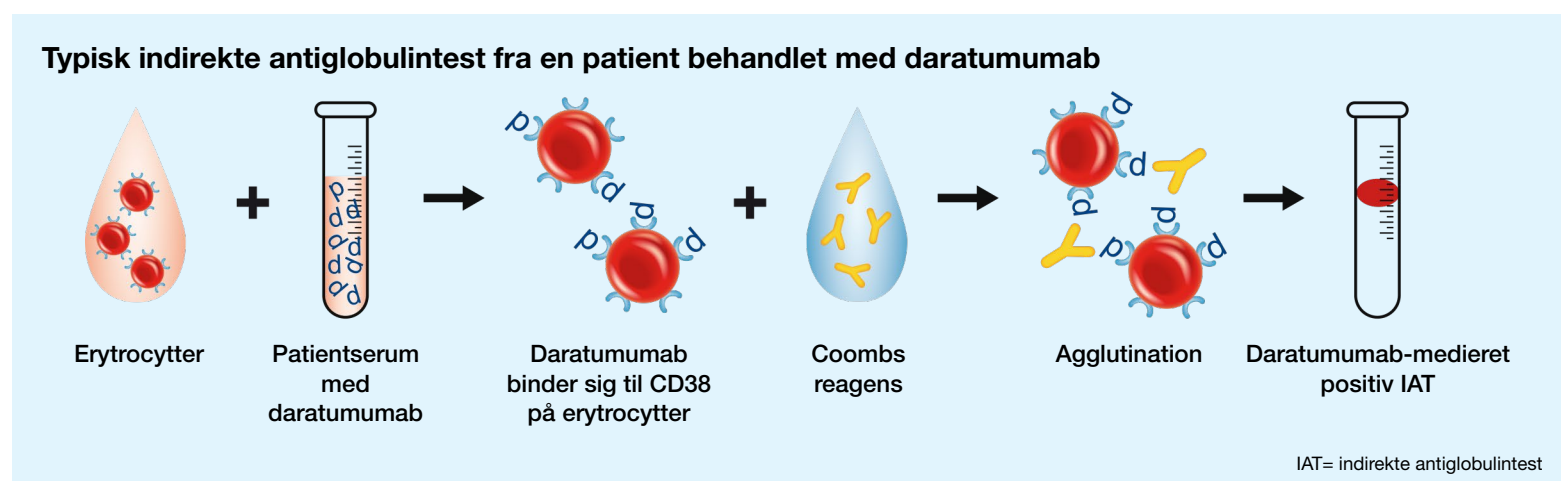 Typisk indirekte antiglobulintest fra en patient behandlet med daratumumab
Erytrocytter
Patientserum
med
daratumumab
Daratumumab
binder sig til CD38
på erytrocytter
Coombs
reagens
Agglutination
Daratumumab-medieret
positiv IAT
IAT= indirekte antiglobulintest